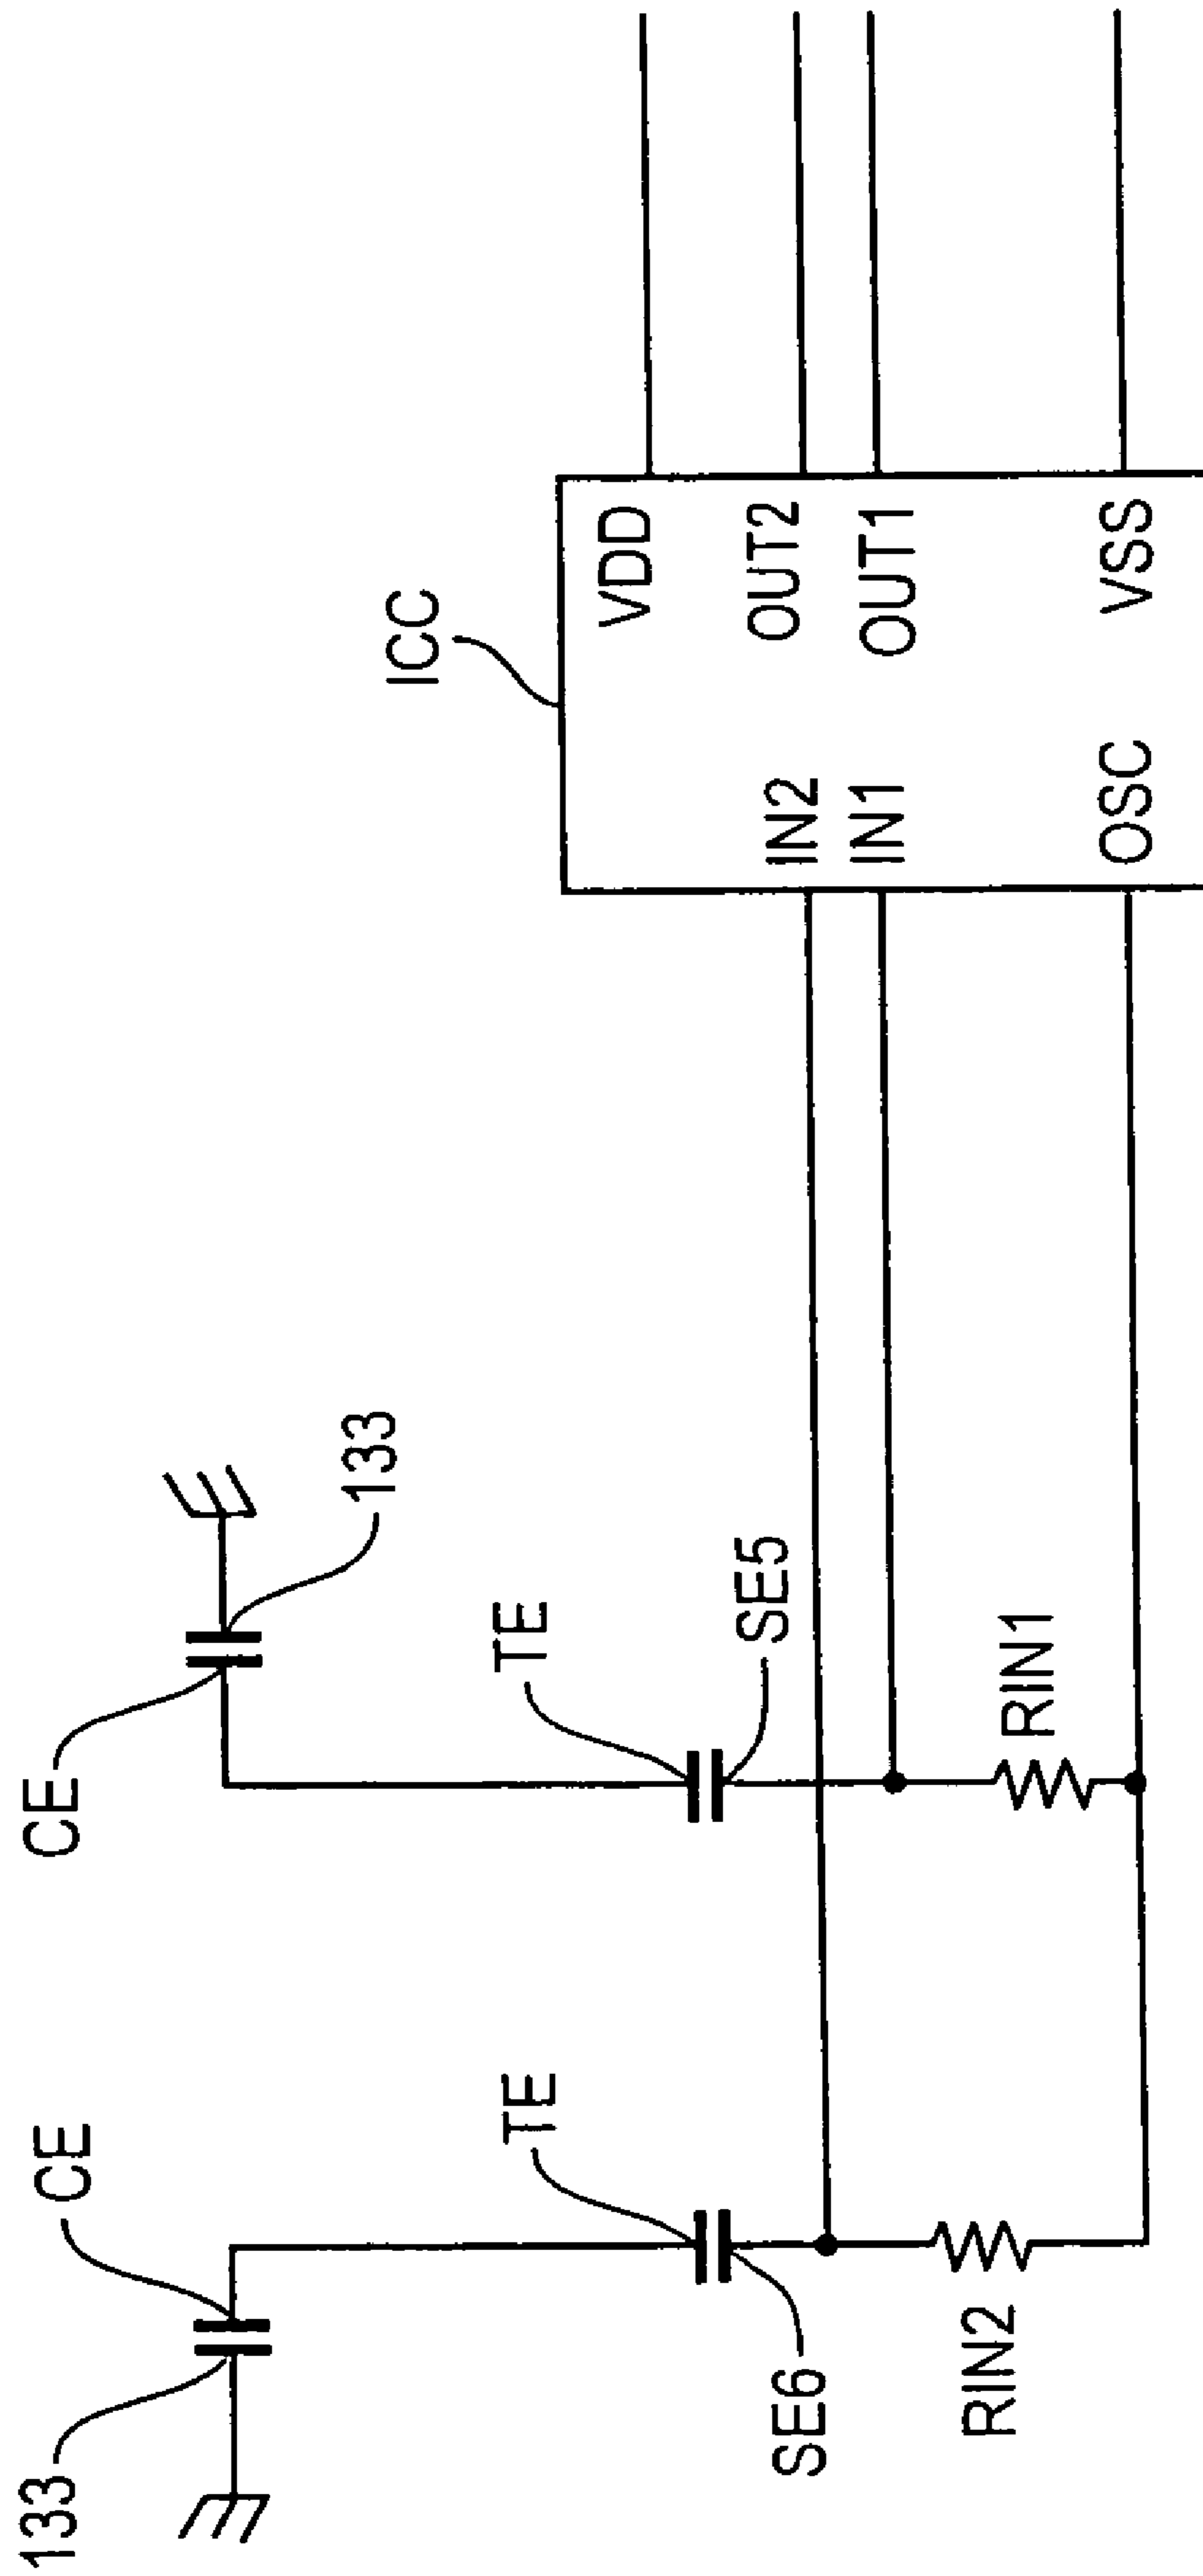 133
CE
CE
133
TE
TE
SE6
SE5
RIN2
RIN1
ICC
VDD
IN2
OUT2
IN1
OUT1
OSC
VSS